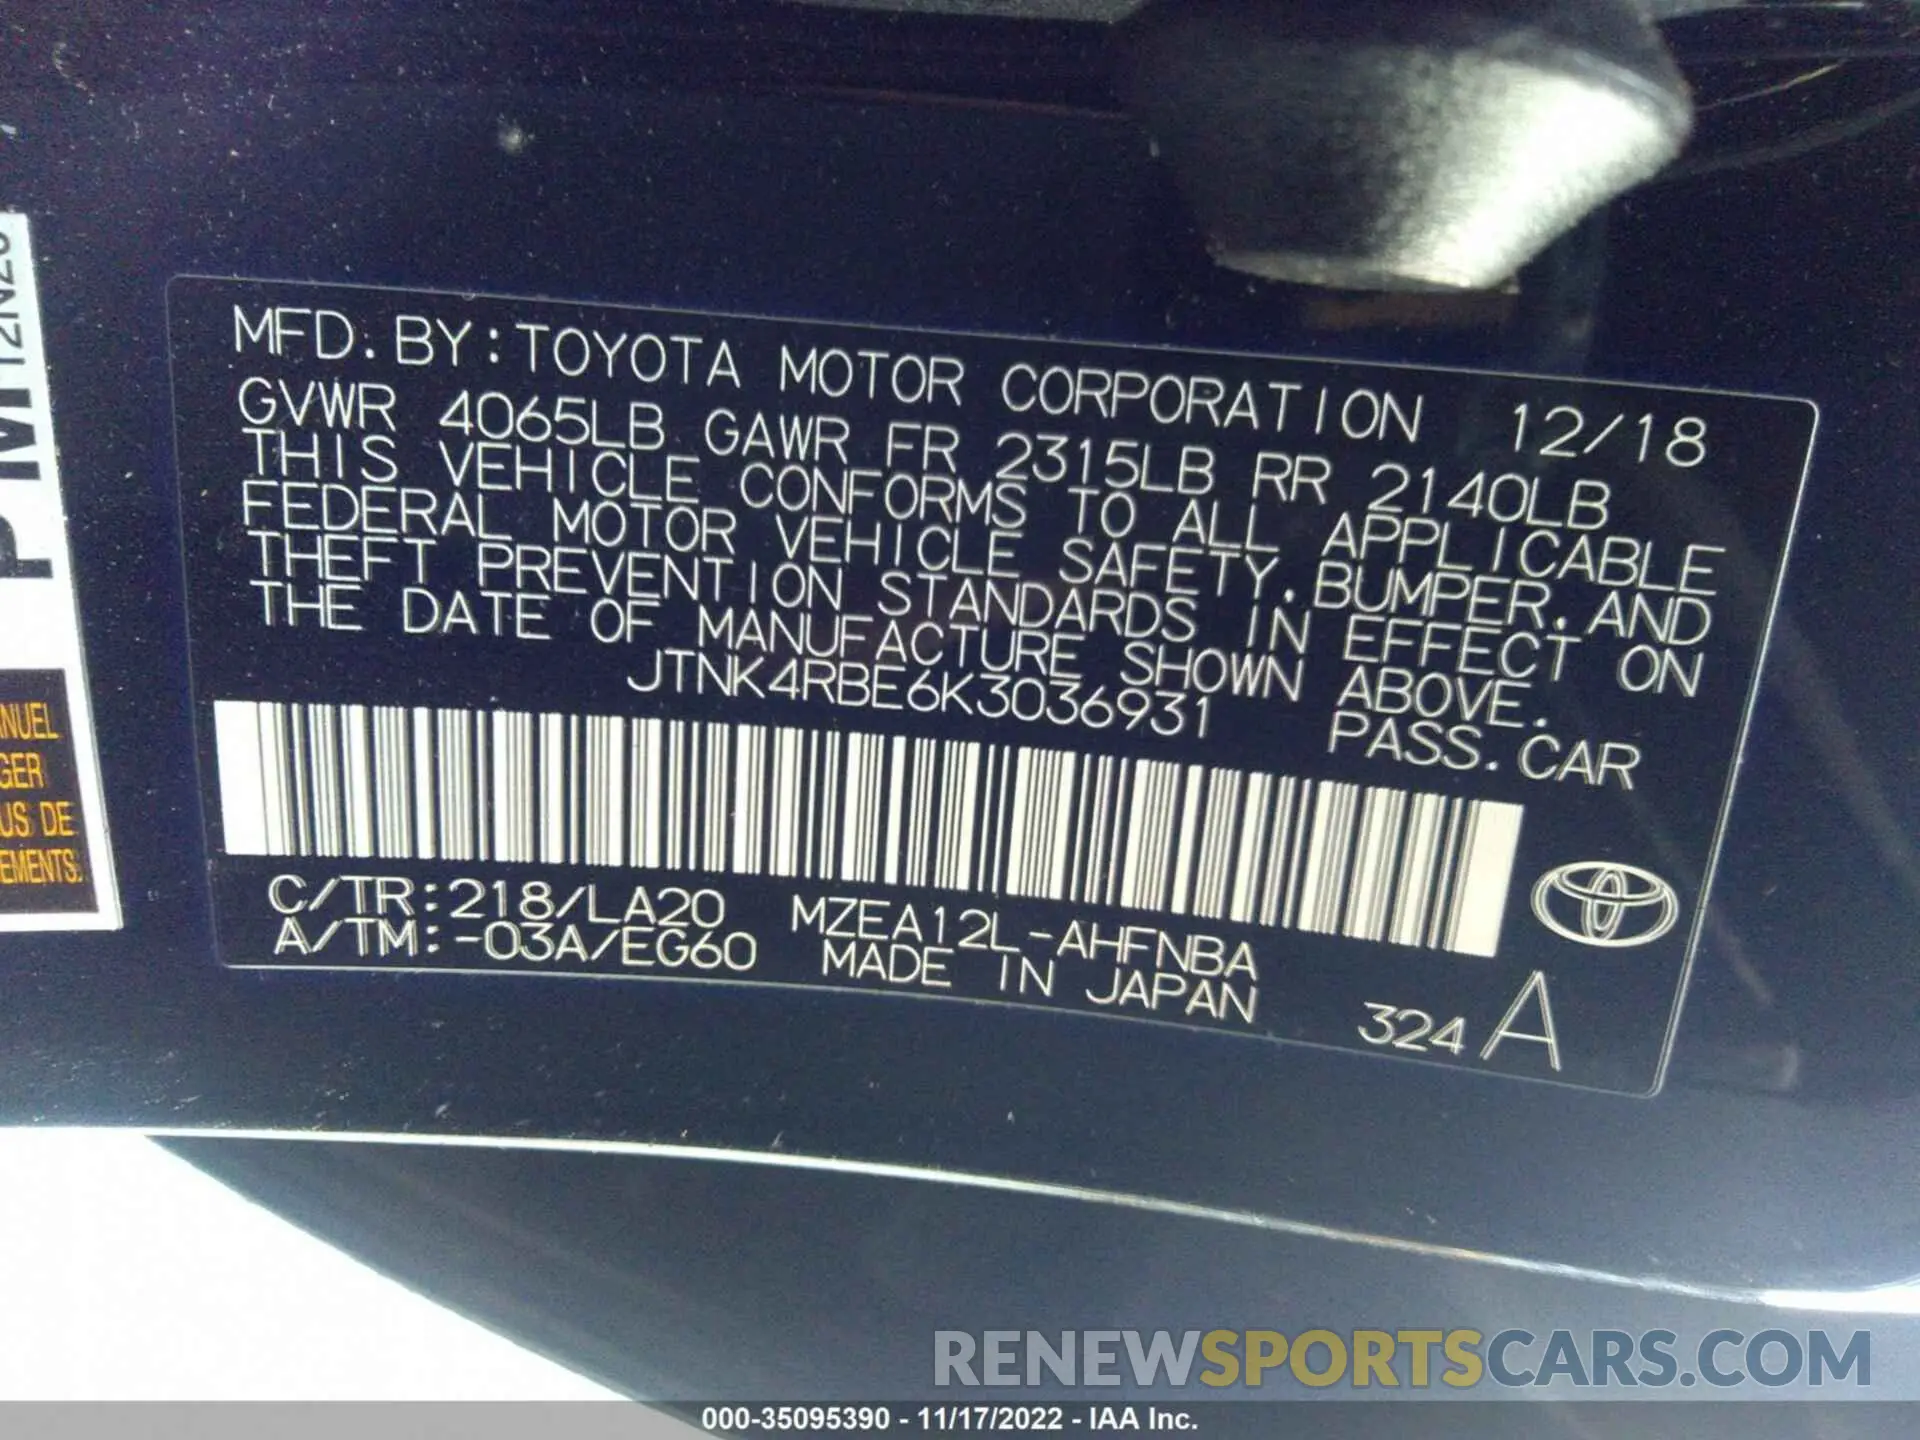 MFD. BY: TOYOTA MOTOR CORPORATION 12/18
GVWR 4065LB GAWR FR 2315LB RR 2140LB
THIS VEHICLE CONFORMS TO ALL APPLICABLE
FEDERAL MOTOR VEHICLE SAFETY, BUMPER, AND
THEFT PREVENTION STANDARDS IN EFFECT ON
THE DATE OF MANUFACTURE SHOWN ABOVE.
JTNK4RBE6K3036931 PASS. CAR
C/TR:218/LA20 MZEA12L-AHFNBA
A/TM:-03A/EG60 MADE IN JAPAN
324 A
US DE
RENEWSPORTSCARS.COM
000-35095390 - 11/17/2022 - IAA Inc.